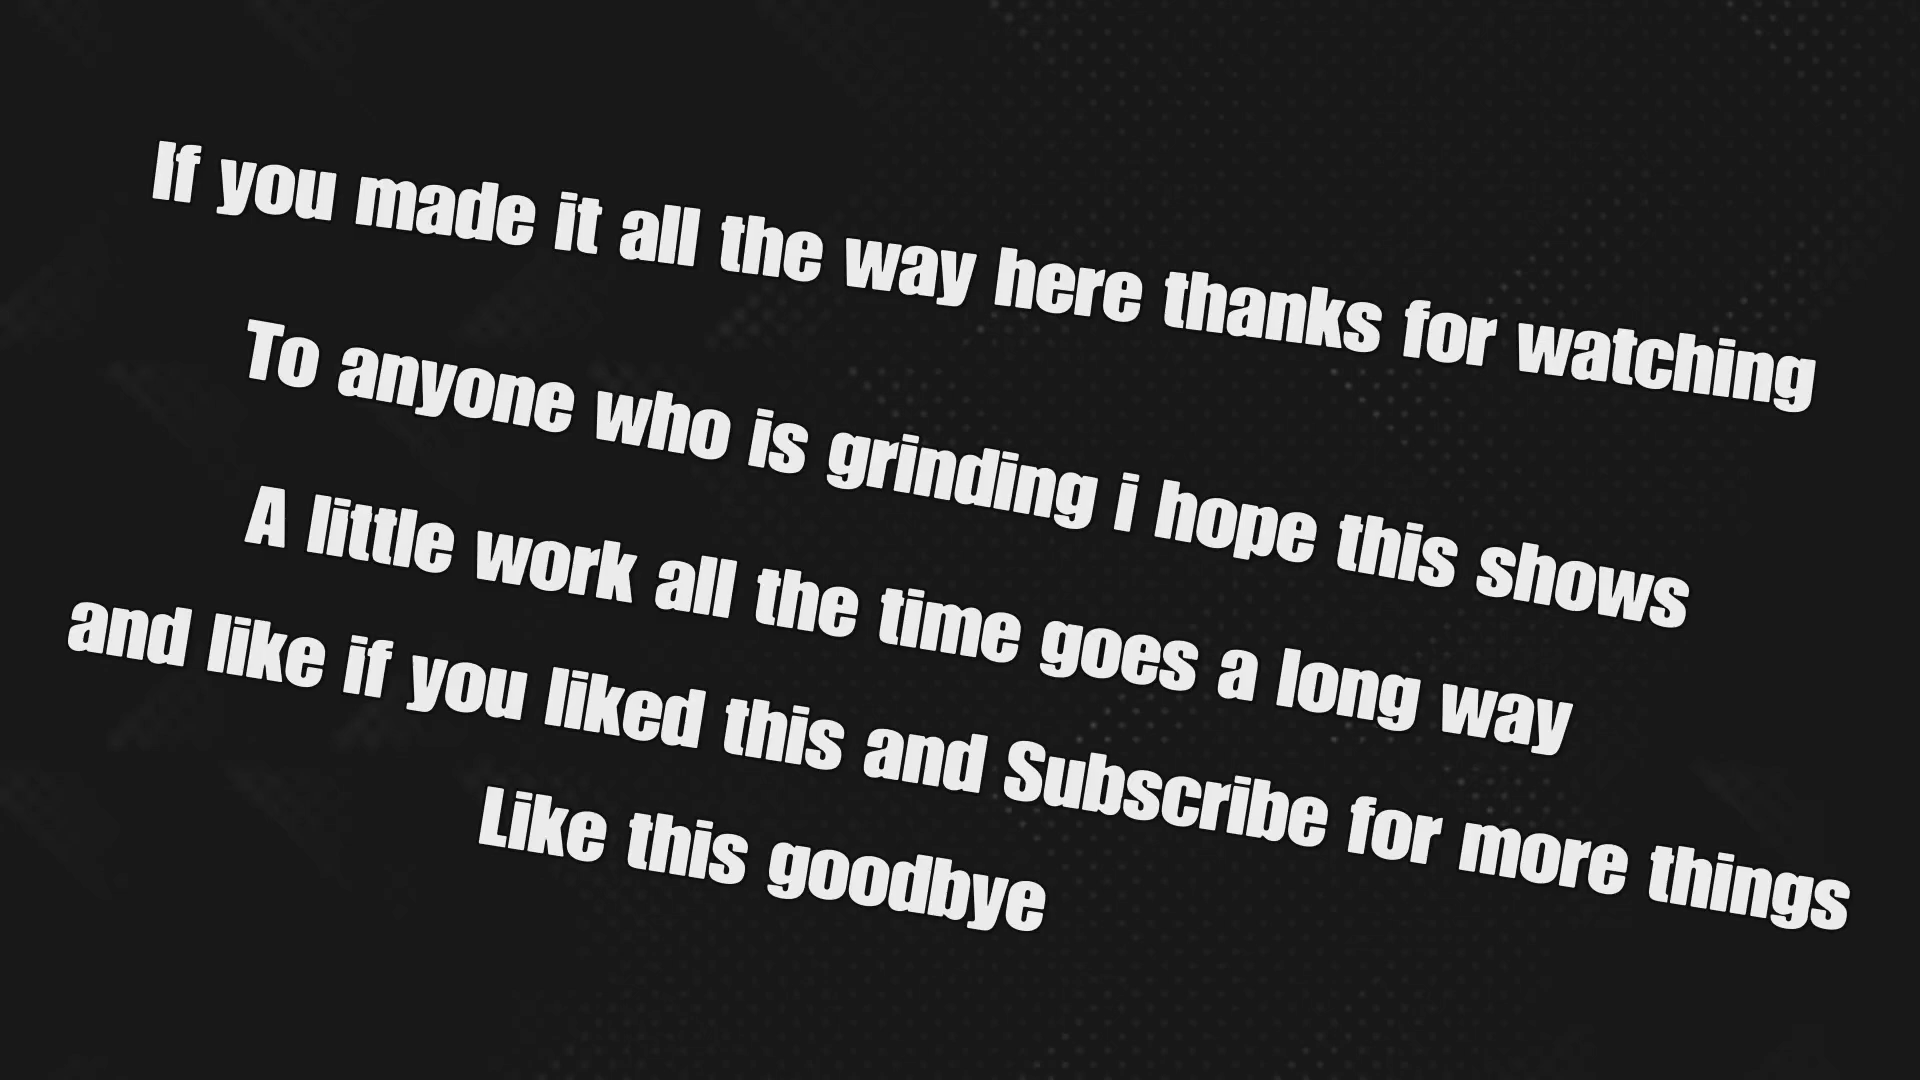 If you made it all the way here thanks for watching
To anyone who is grinding i hope this shows
A little work all the time goes a long way
and like if you liked this and Subscribe for more things
Like this goodbye